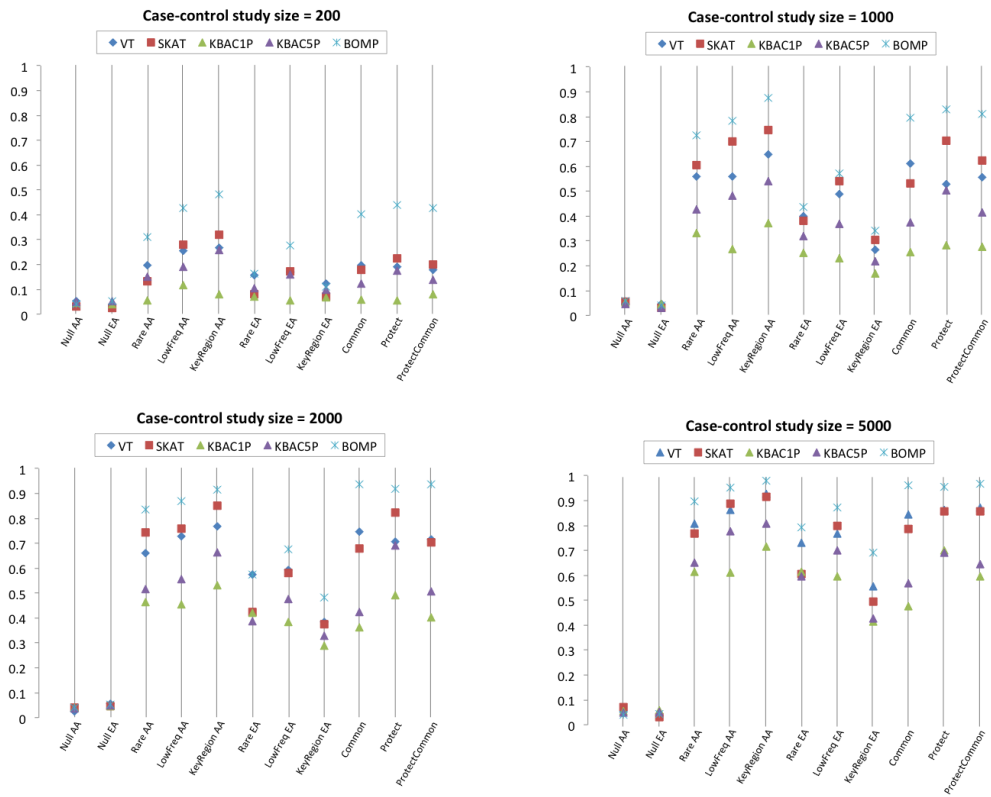 Case-control study size = 200
VT SKAT KBAC1P KBAC5P BOMP
1
0.9
0.8
0.7
0.6
0.5
0.4
0.3
0.2
0.1
0
Null AA
Null EA
Rare AA
LowFreq AA
KeyRegion AA
Rare EA
LowFreq EA
KeyRegion EA
Common
Protect
ProtectCommon
Case-control study size = 1000
VT SKAT KBAC1P KBAC5P BOMP
1
0.9
0.8
0.7
0.6
0.5
0.4
0.3
0.2
0.1
0
Null AA
Null EA
Rare AA
LowFreq AA
KeyRegion AA
Rare EA
LowFreq EA
KeyRegion EA
Common
Protect
ProtectCommon
Case-control study size = 2000
VT SKAT KBAC1P KBAC5P BOMP
1
0.9
0.8
0.7
0.6
0.5
0.4
0.3
0.2
0.1
0
Null AA
Null EA
Rare AA
LowFreq AA
KeyRegion AA
Rare EA
LowFreq EA
KeyRegion EA
Common
Protect
ProtectCommon
Case-control study size = 5000
VT SKAT KBAC1P KBAC5P BOMP
1
0.9
0.8
0.7
0.6
0.5
0.4
0.3
0.2
0.1
0
Null AA
Null EA
Rare AA
LowFreq AA
KeyRegion AA
Rare EA
LowFreq EA
KeyRegion EA
Common
Protect
ProtectCommon